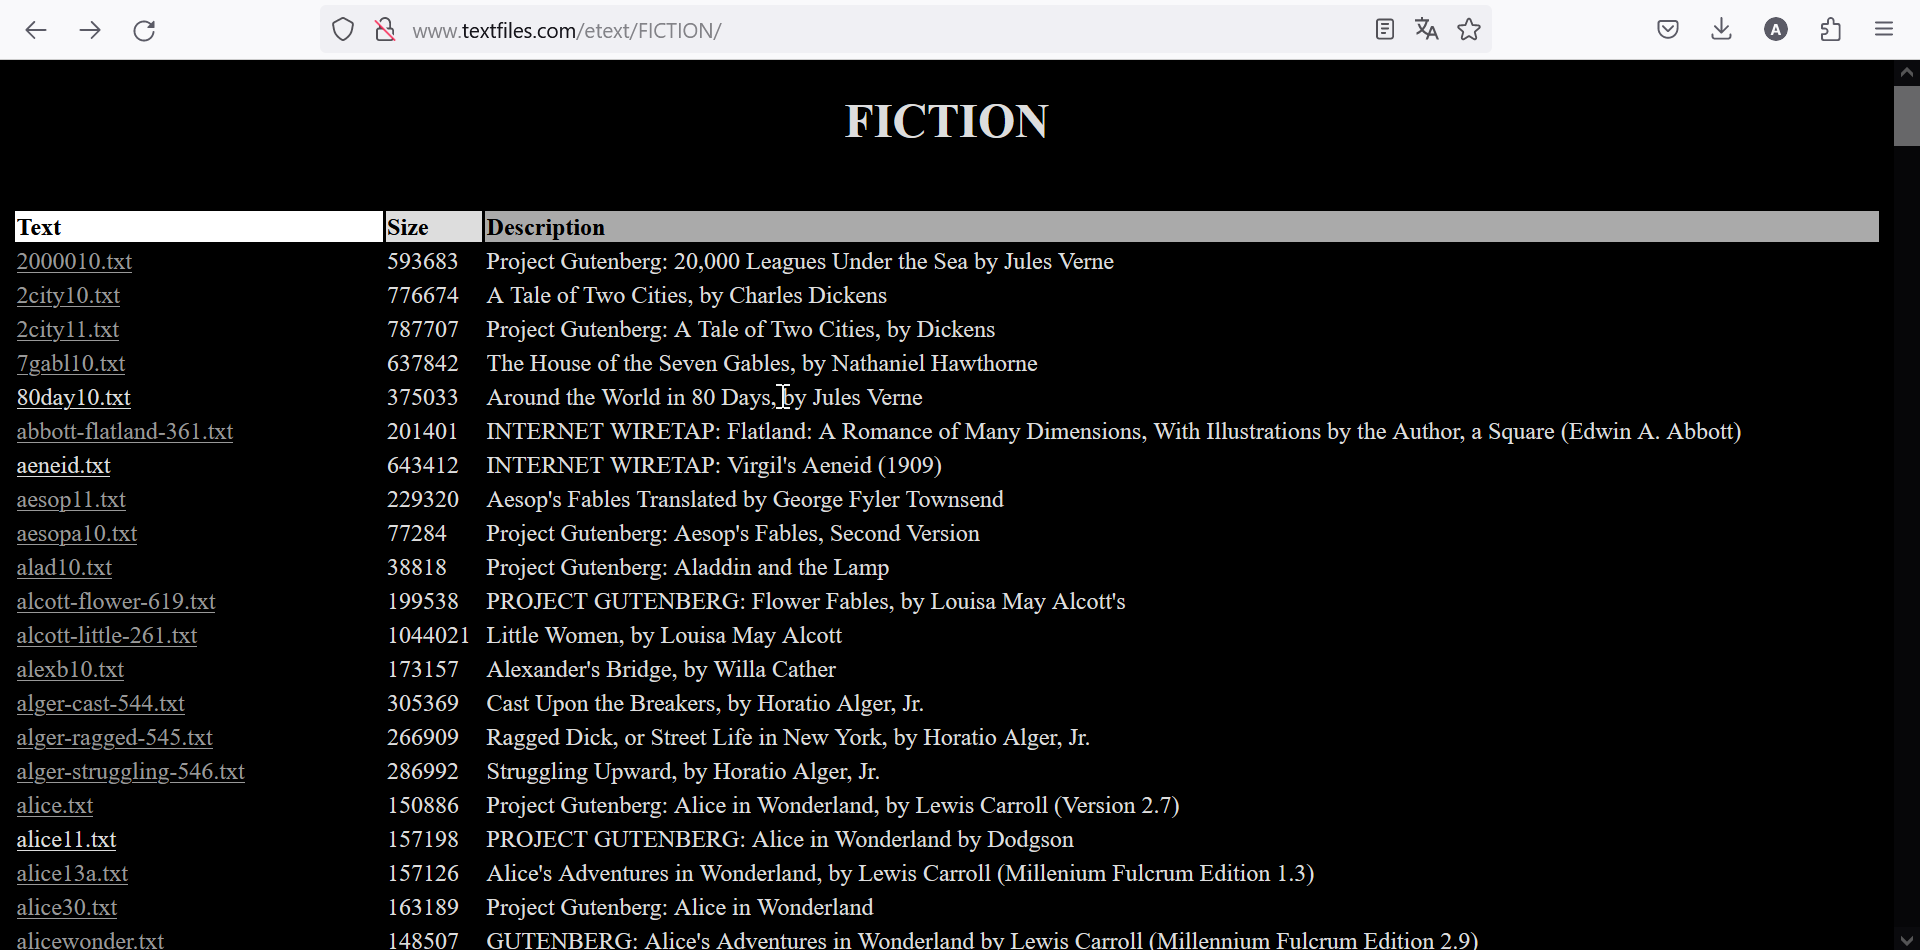 www.textfiles.com/etext/FICTION/
A
FICTION
Text Size Description
2000010.txt 593683 Project Gutenberg: 20,000 Leagues Under the Sea by Jules Verne
2city10.txt 776674 A Tale of Two Cities, by Charles Dickens
2city11.txt 787707 Project Gutenberg: A Tale of Two Cities, by Dickens
7gabl10.txt 637842 The House of the Seven Gables, by Nathaniel Hawthorne
80day10.txt 375033 Around the World in 80 Days, by Jules Verne
abbott-flatland-361.txt 201401 INTERNET WIRETAP: Flatland: A Romance of Many Dimensions, With Illustrations by the Author, a Square (Edwin A. Abbott)
aeneid.txt 643412 INTERNET WIRETAP: Virgil's Aeneid (1909)
aesop11.txt 229320 Aesop's Fables Translated by George Fyler Townsend
aesopa10.txt 77284 Project Gutenberg: Aesop's Fables, Second Version
alad10.txt 38818 Project Gutenberg: Aladdin and the Lamp
alcott-flower-619.txt 199538 PROJECT GUTENBERG: Flower Fables, by Louisa May Alcott's
alcott-little-261.txt 1044021 Little Women, by Louisa May Alcott
alexb10.txt 173157 Alexander's Bridge, by Willa Cather
alger-cast-544.txt 305369 Cast Upon the Breakers, by Horatio Alger, Jr.
alger-ragged-545.txt 266909 Ragged Dick, or Street Life in New York, by Horatio Alger, Jr.
alger-struggling-546.txt 286992 Struggling Upward, by Horatio Alger, Jr.
alice.txt 150886 Project Gutenberg: Alice in Wonderland, by Lewis Carroll (Version 2.7)
alice11.txt 157198 PROJECT GUTENBERG: Alice in Wonderland by Dodgson
alice13a.txt 157126 Alice's Adventures in Wonderland, by Lewis Carroll (Millenium Fulcrum Edition 1.3)
alice30.txt 163189 Project Gutenberg: Alice in Wonderland
alicewonder.txt 148507 GUTENBERG: Alice's Adventures in Wonderland by Lewis Carroll (Millennium Fulcrum Edition 2.9)